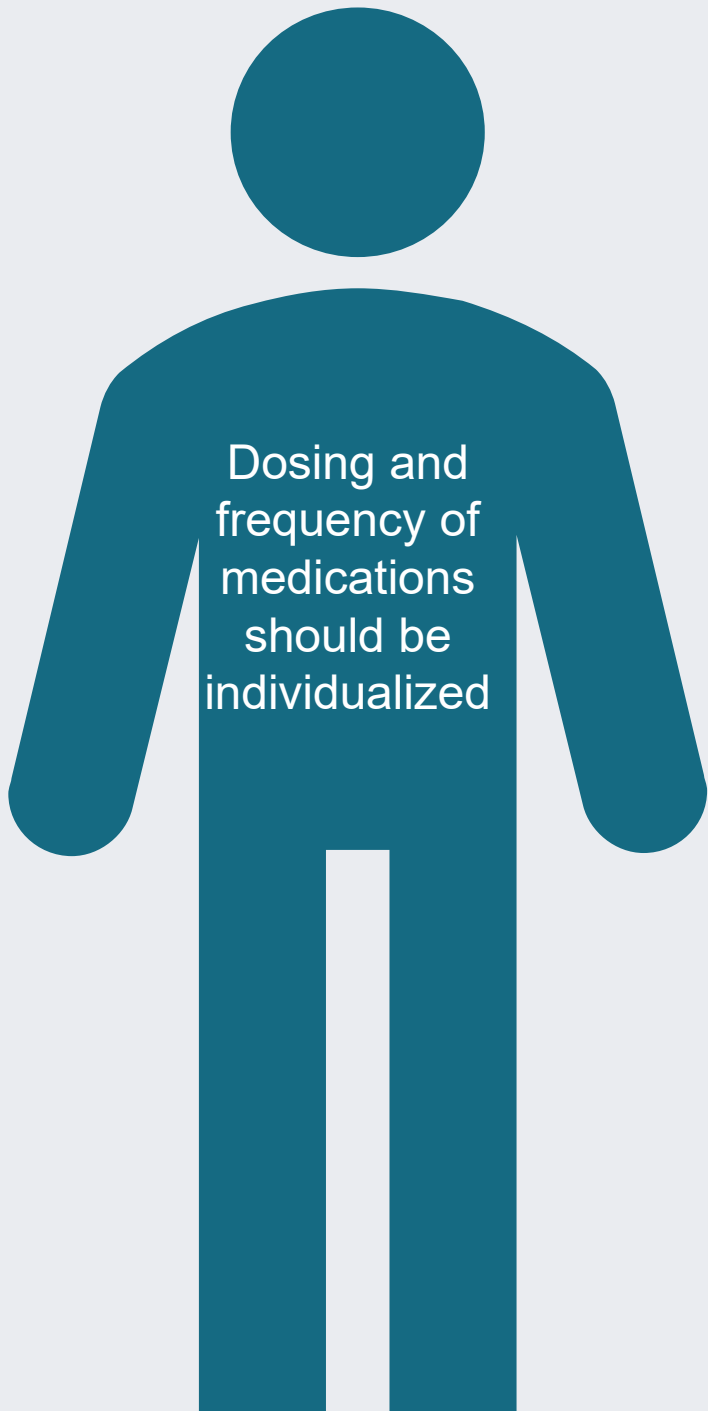 Dosing and
frequency of
medications
should be
individualized